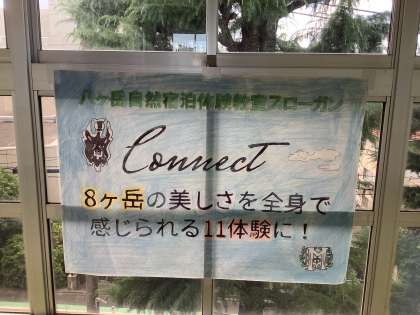 八ヶ岳自然宿泊体験教室スローガン
Connect
8ヶ岳の美しさを全身で
感じられる11体験に!